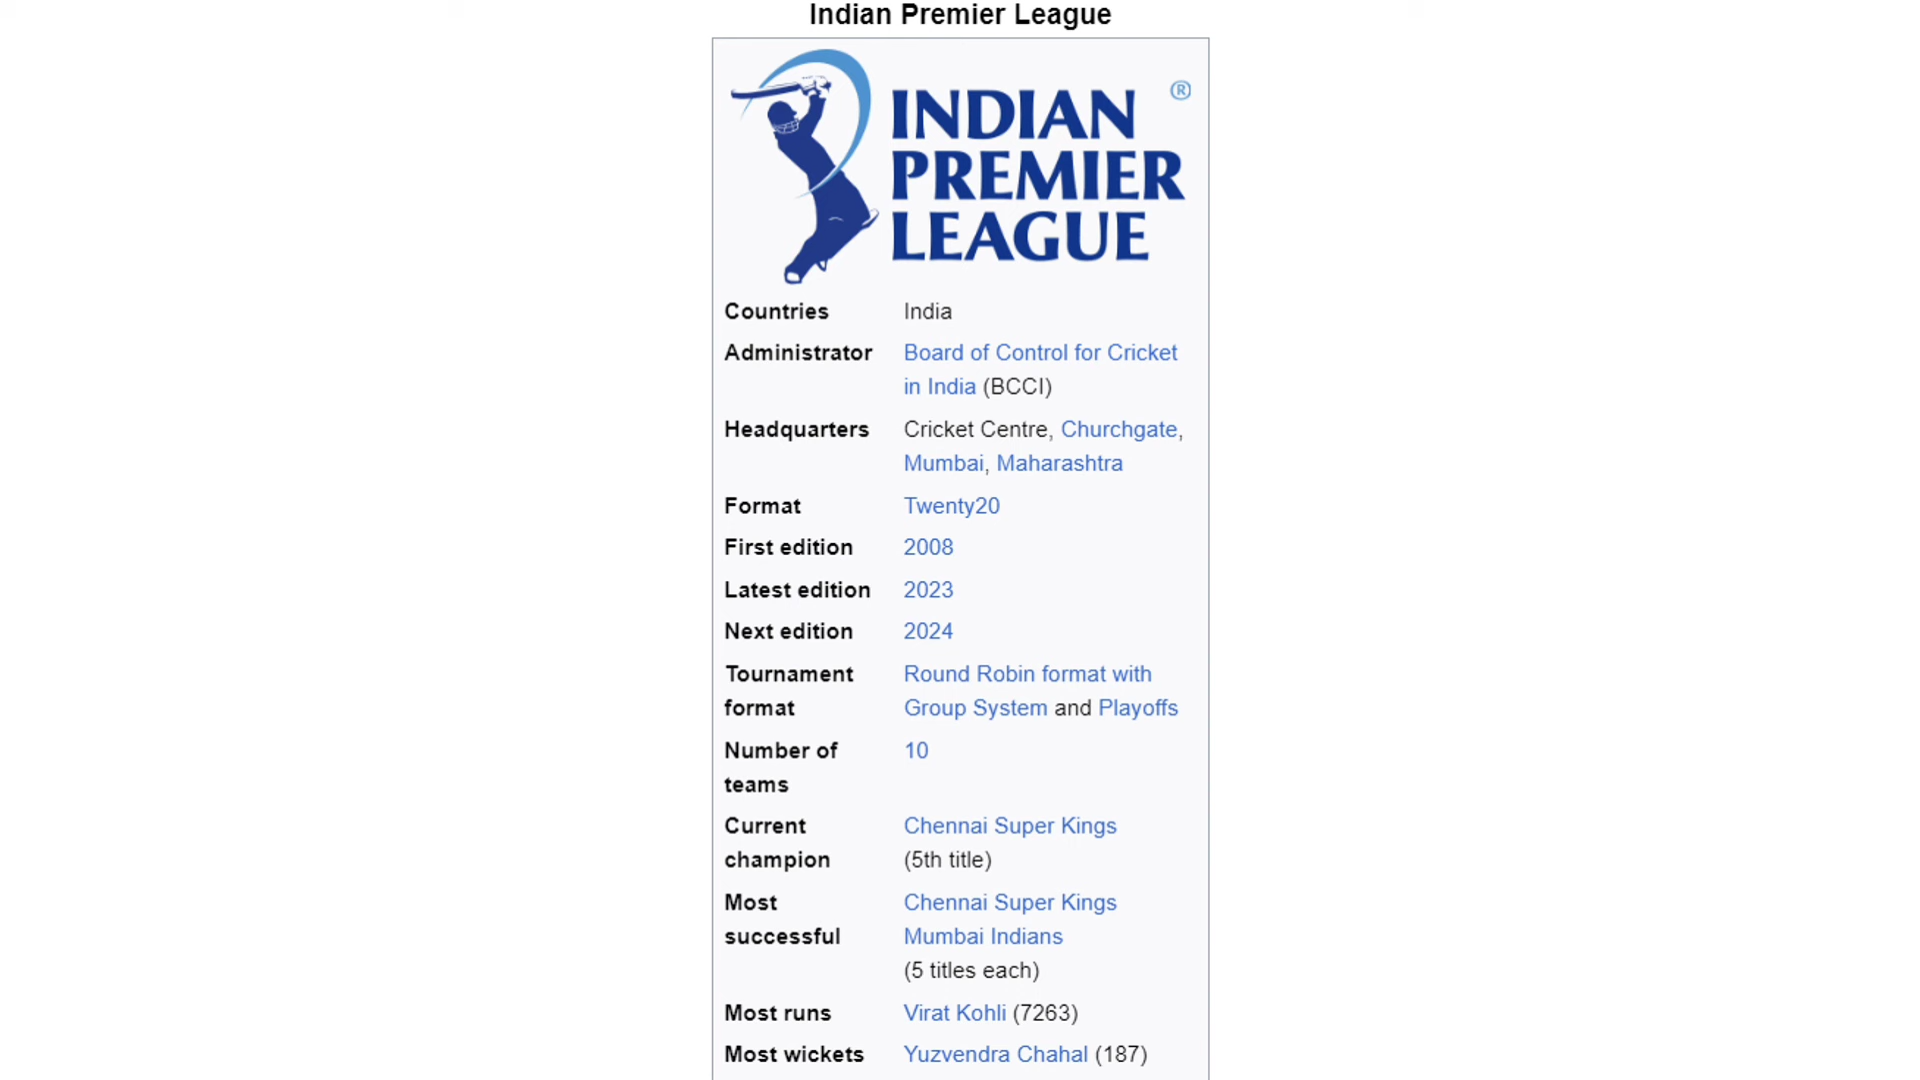 Indian Premier League
INDIAN ®
PREMIER
LEAGUE
Countries India
Administrator Board of Control for Cricket
in India (BCCI)
Headquarters Cricket Centre, Churchgate,
Mumbai, Maharashtra
Format Twenty20
First edition 2008
Latest edition 2023
Next edition 2024
Tournament Round Robin format with
format Group System and Playoffs
Number of 10
teams
Current Chennai Super Kings
champion (5th title)
Most Chennai Super Kings
successful Mumbai Indians
(5 titles each)
Most runs Virat Kohli (7263)
Most wickets Yuzvendra Chahal (187)